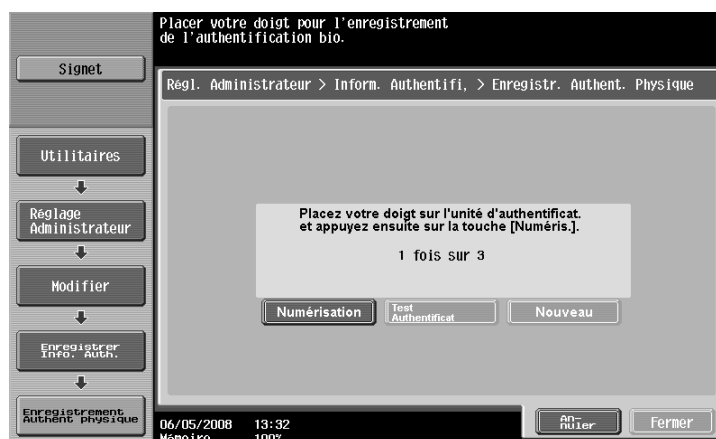 Placer votre doigt pour l'enregistrement
de l'authentification bio.
Signet
Régl. Administrateur > Inform. Authentifi, > Enregistr. Authent. Physique
Utilitaires
Réglage
Administrateur
Modifier
Enregistrer
Info. Auth.
Enregistrement
Authent physique
Placez votre doigt sur l'unité d'authentificat.
et appuyez ensuite sur la touche [Numéris.].
1 fois sur 3
Numérisation
Test
Authentificat
Nouveau
06/05/2008 13:32
Mémoire 100%
An-
nuler
Fermer